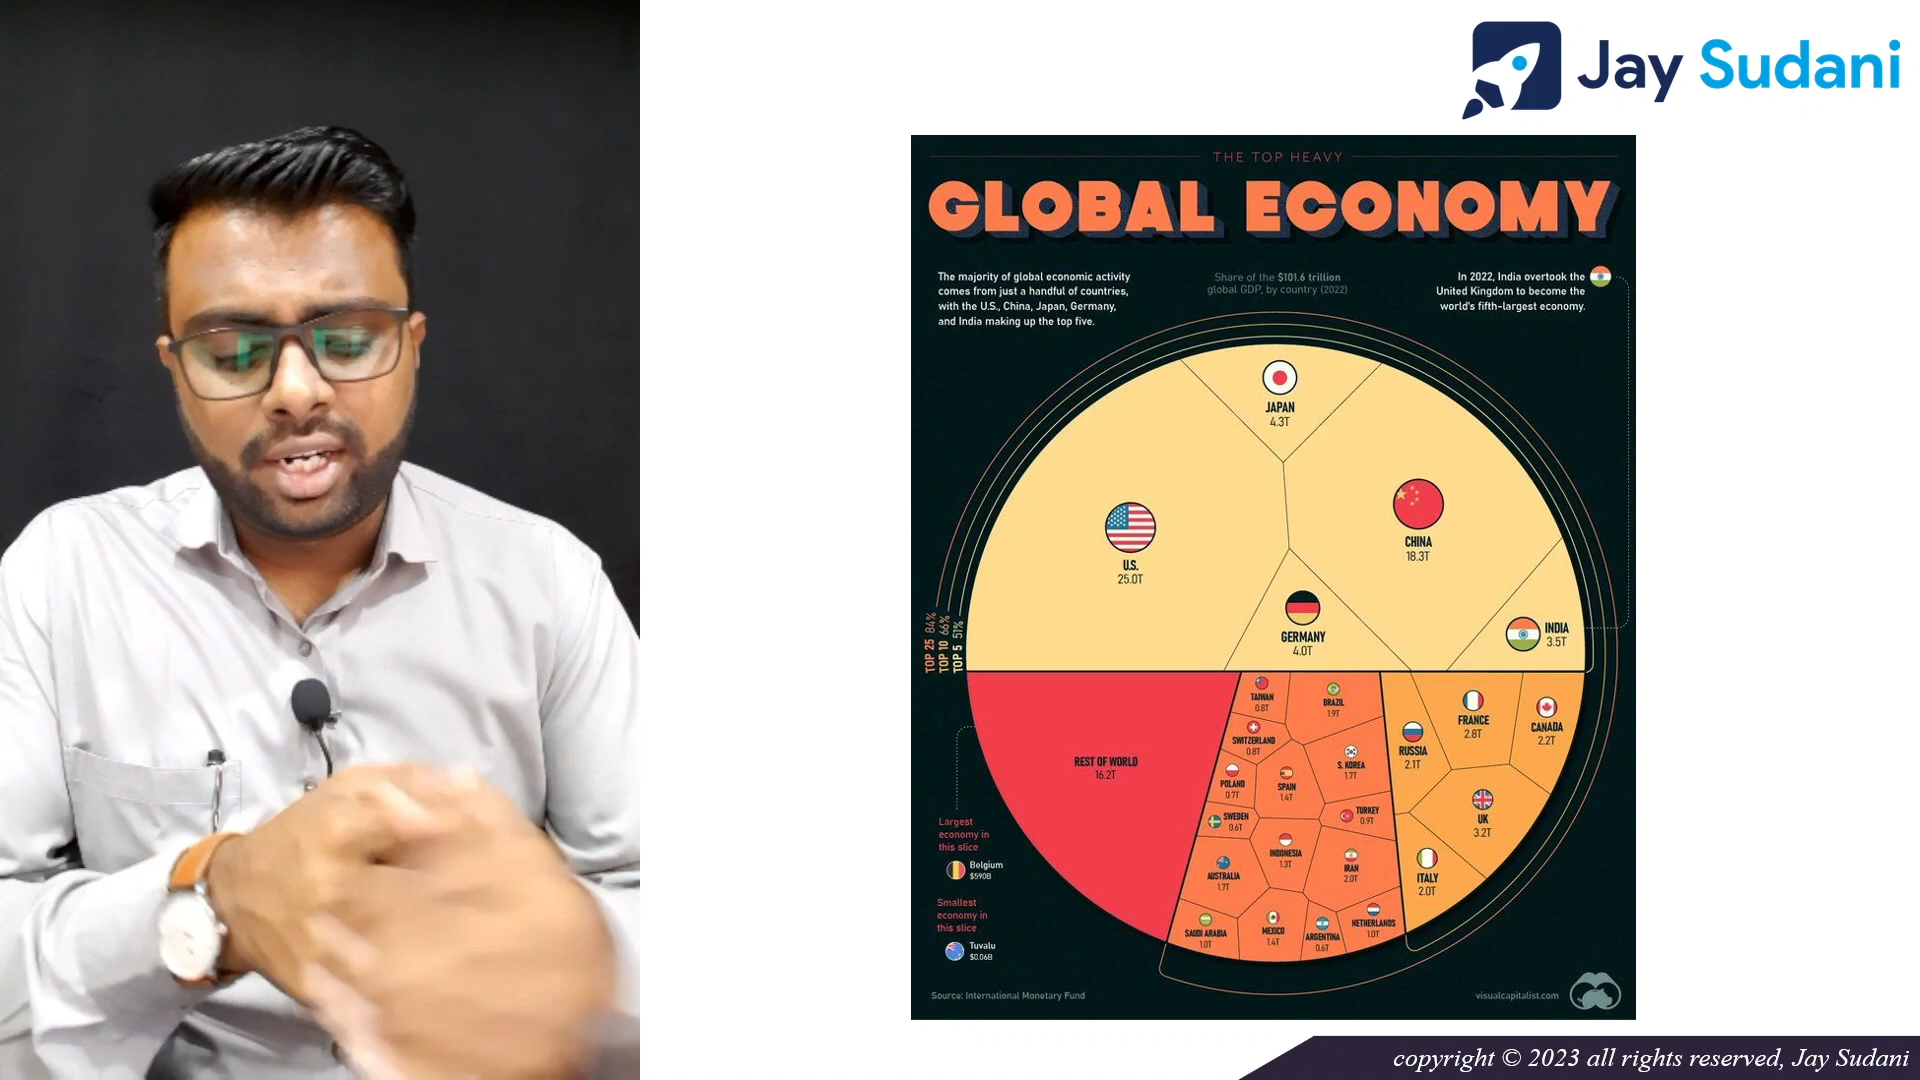 Jay Sudani
THE TOP HEAVY
GLOBAL ECONOMY
The majority of global economic activity
comes from just a handful of countries,
with the U.S., China, Japan, Germany,
and India making up the top five.
Share of the $101.6 trillion
global GDP, by country (2022)
In 2022, India overtook the
United Kingdom to become the
world's fifth-largest economy.
JAPAN
4.3T
U.S.
25.0T
CHINA
18.3T
GERMANY
4.0T
INDIA
3.5T
TOP 25 84%
TOP 10 66%
TOP 5 51%
REST OF WORLD
16.2T
TAIWAN
0.8T
BRAZIL
1.9T
SWITZERLAND
0.8T
S. KOREA
1.7T
POLAND
0.7T
SPAIN
1.4T
SWEDEN
0.6T
TURKEY
0.9T
INDONESIA
1.3T
IRAN
2.0T
AUSTRALIA
1.7T
SAUDI ARABIA
1.0T
MEXICO
1.4T
ARGENTINA
0.6T
NETHERLANDS
1.0T
RUSSIA
2.1T
FRANCE
2.8T
CANADA
2.2T
UK
3.2T
ITALY
2.0T
Largest
economy in
this slice
Belgium
$590B
Smallest
economy in
this slice
Tuvalu
$0.06B
Source: International Monetary Fund
visualcapitalist.com
copyright © 2023 all rights reserved, Jay Sudani